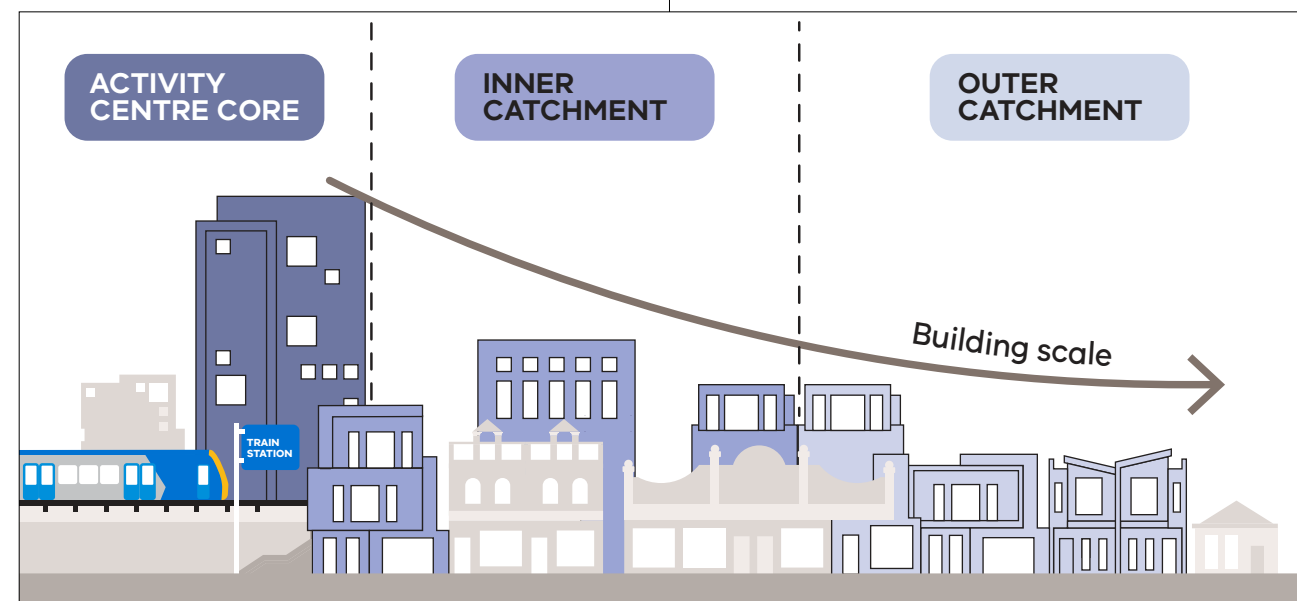 ACTIVITY
CENTRE CORE
INNER
CATCHMENT
OUTER
CATCHMENT
Building scale
TRAIN
STATION